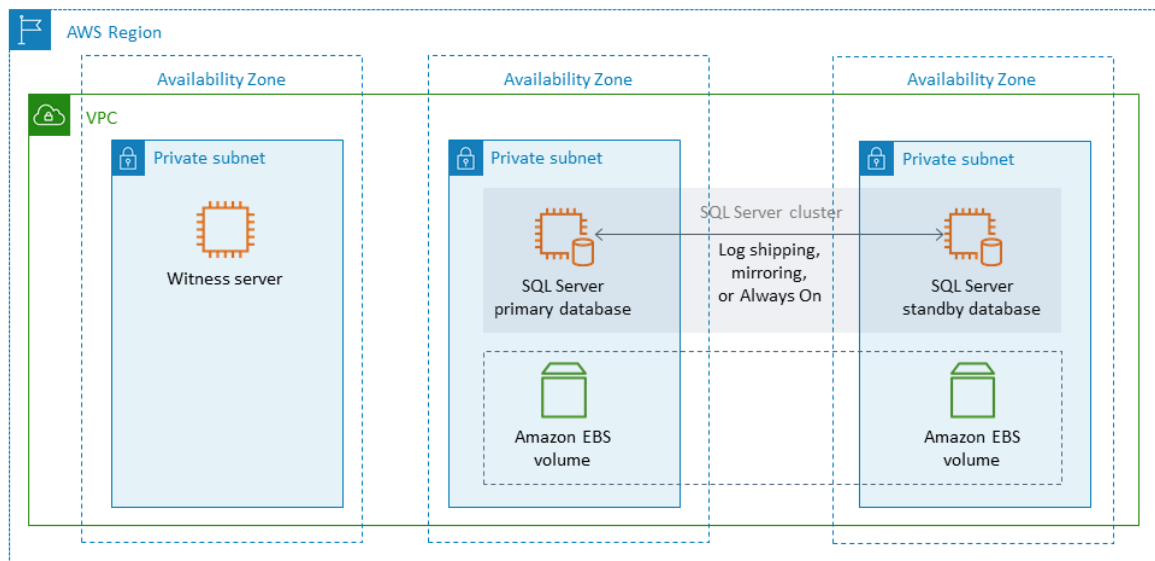 AWS Region
Availability Zone
Availability Zone
Availability Zone
VPC
Private subnet
Private subnet
Private subnet
Witness server
SQL Server cluster
Log shipping,
mirroring,
or Always On
SQL Server
primary database
SQL Server
standby database
Amazon EBS
volume
Amazon EBS
volume